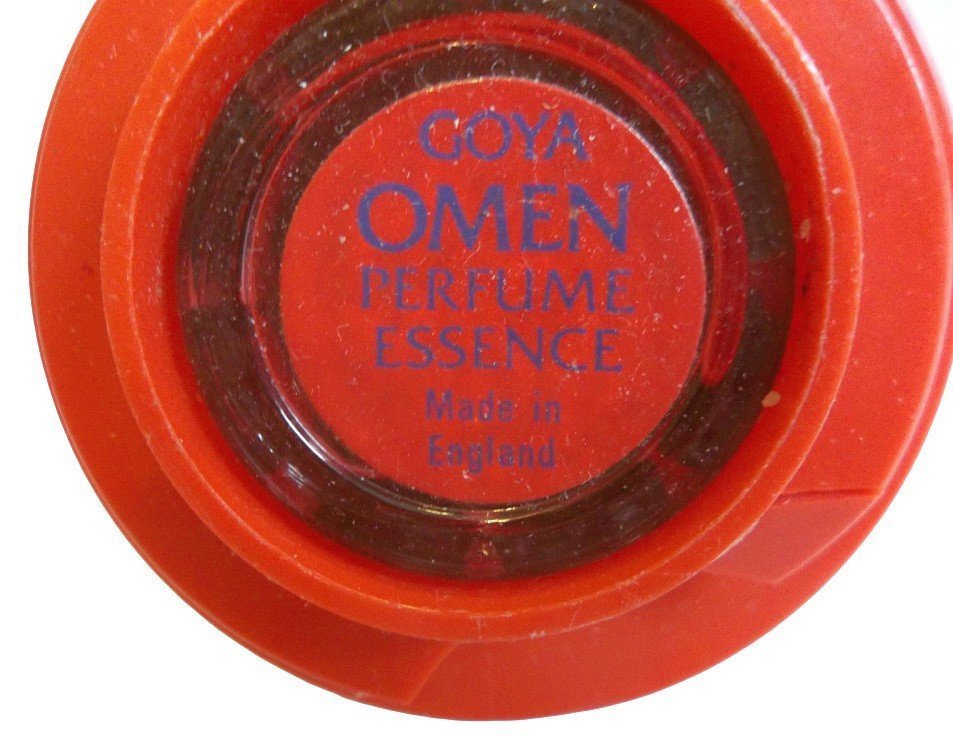 GOYA
OMEN
PERFUME
ESSENCE
Made in
England